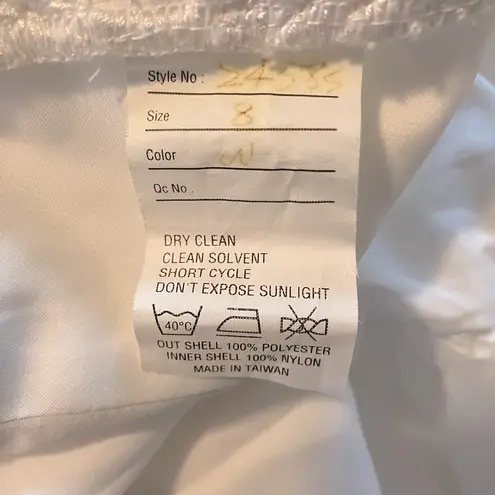 Style No :
Size 8
Color W
Qc No .
DRY CLEAN
CLEAN SOLVENT
SHORT CYCLE
DON'T EXPOSE SUNLIGHT
40°C
OUT SHELL 100% POLYESTER
INNER SHELL 100% NYLON
MADE IN TAIWAN